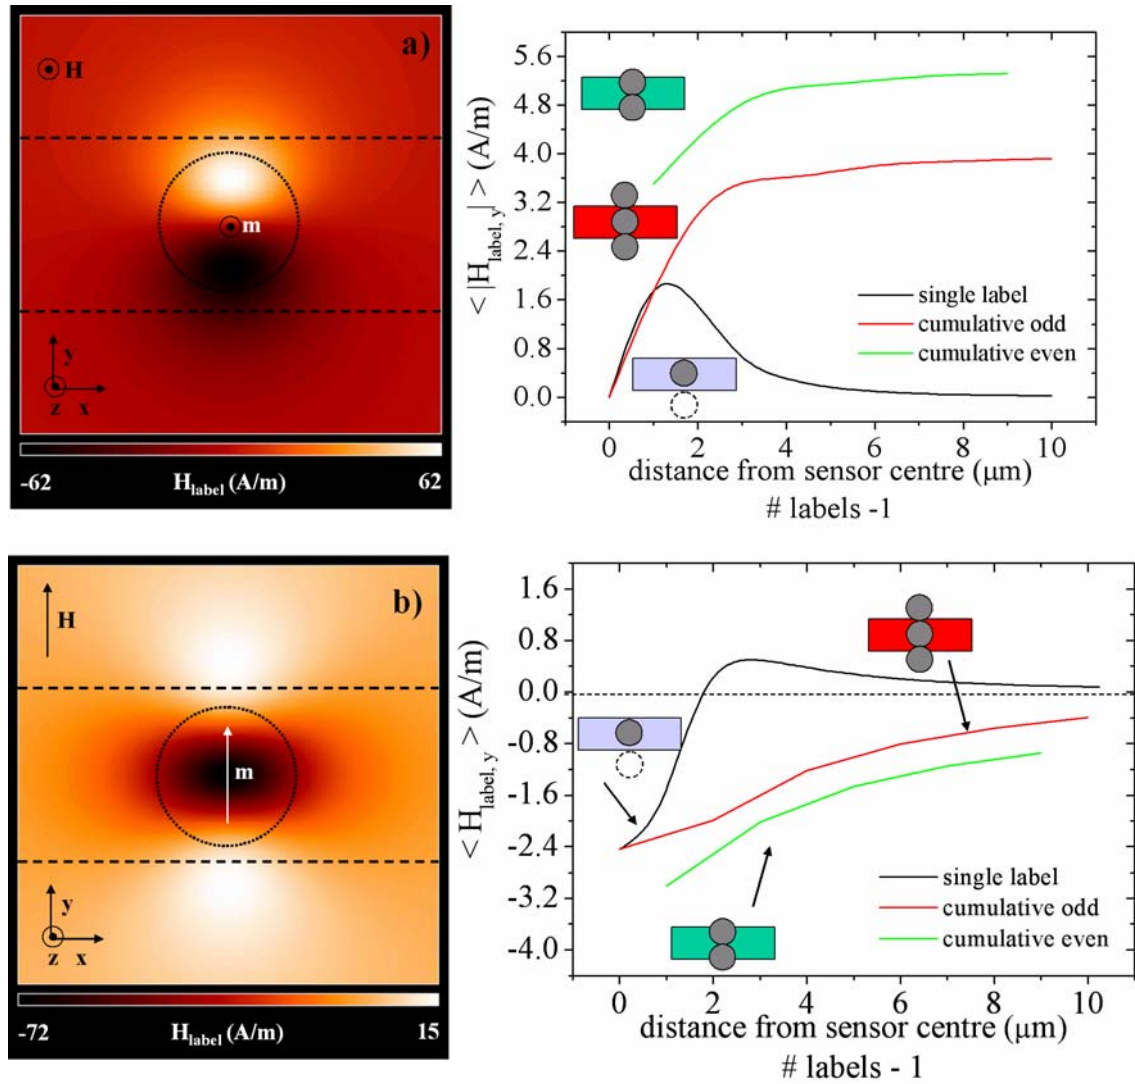 a)
H
m
y
z x
-62 H_label (A/m) 62
< |H_label, y| > (A/m)
5.6
4.8
4.0
3.2
2.4
1.6
0.8
0.0
single label
cumulative odd
cumulative even
0 2 4 6 8 10
distance from sensor centre (μm)
# labels -1
b)
H
m
y
z x
-72 H_label (A/m) 15
< H_label, y > (A/m)
1.6
0.8
0.0
-0.8
-1.6
-2.4
-3.2
-4.0
single label
cumulative odd
cumulative even
0 2 4 6 8 10
distance from sensor centre (μm)
# labels - 1